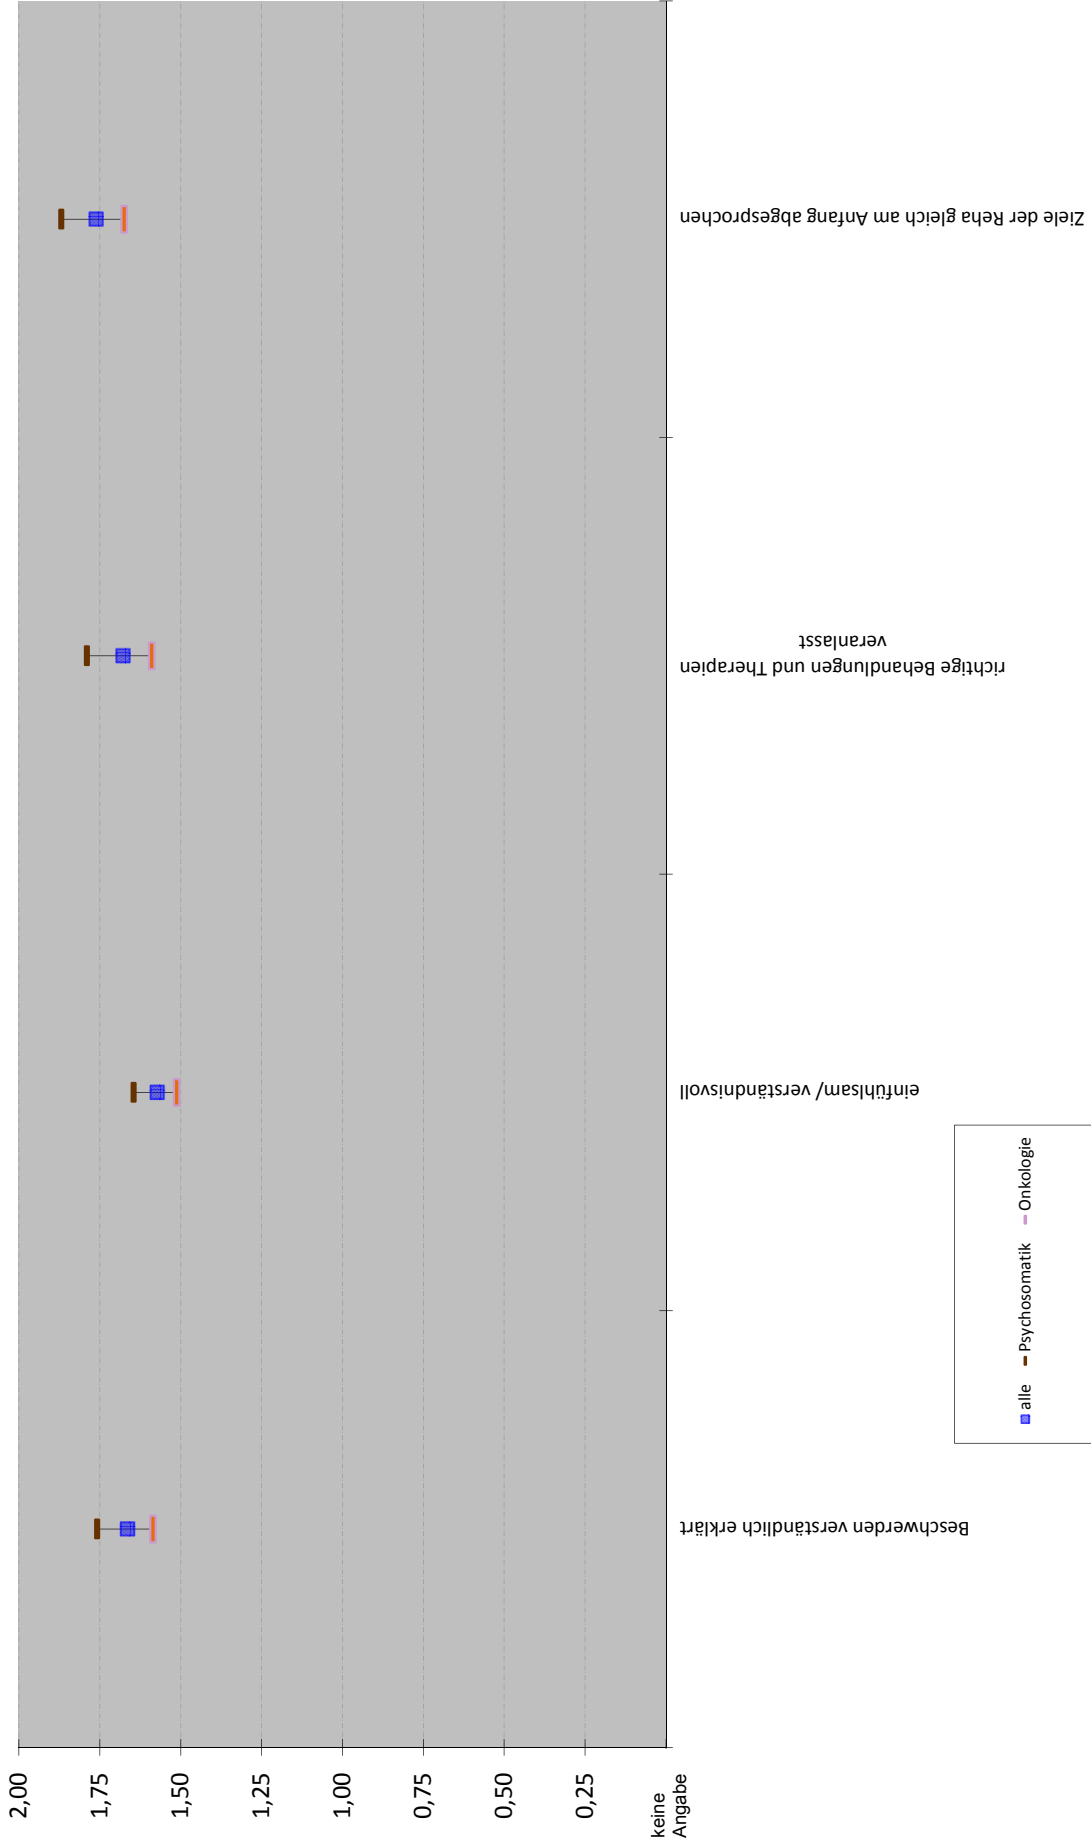 2,00
1,75
1,50
1,25
1,00
0,75
0,50
0,25
keine
Angabe
Beschwerden verständlich erklärt
einfühlsam/ verständnisvoll
richtige Behandlungen und Therapien
veranlasst
Ziele der Reha gleich am Anfang abgesprochen
alle Psychosomatik Onkologie